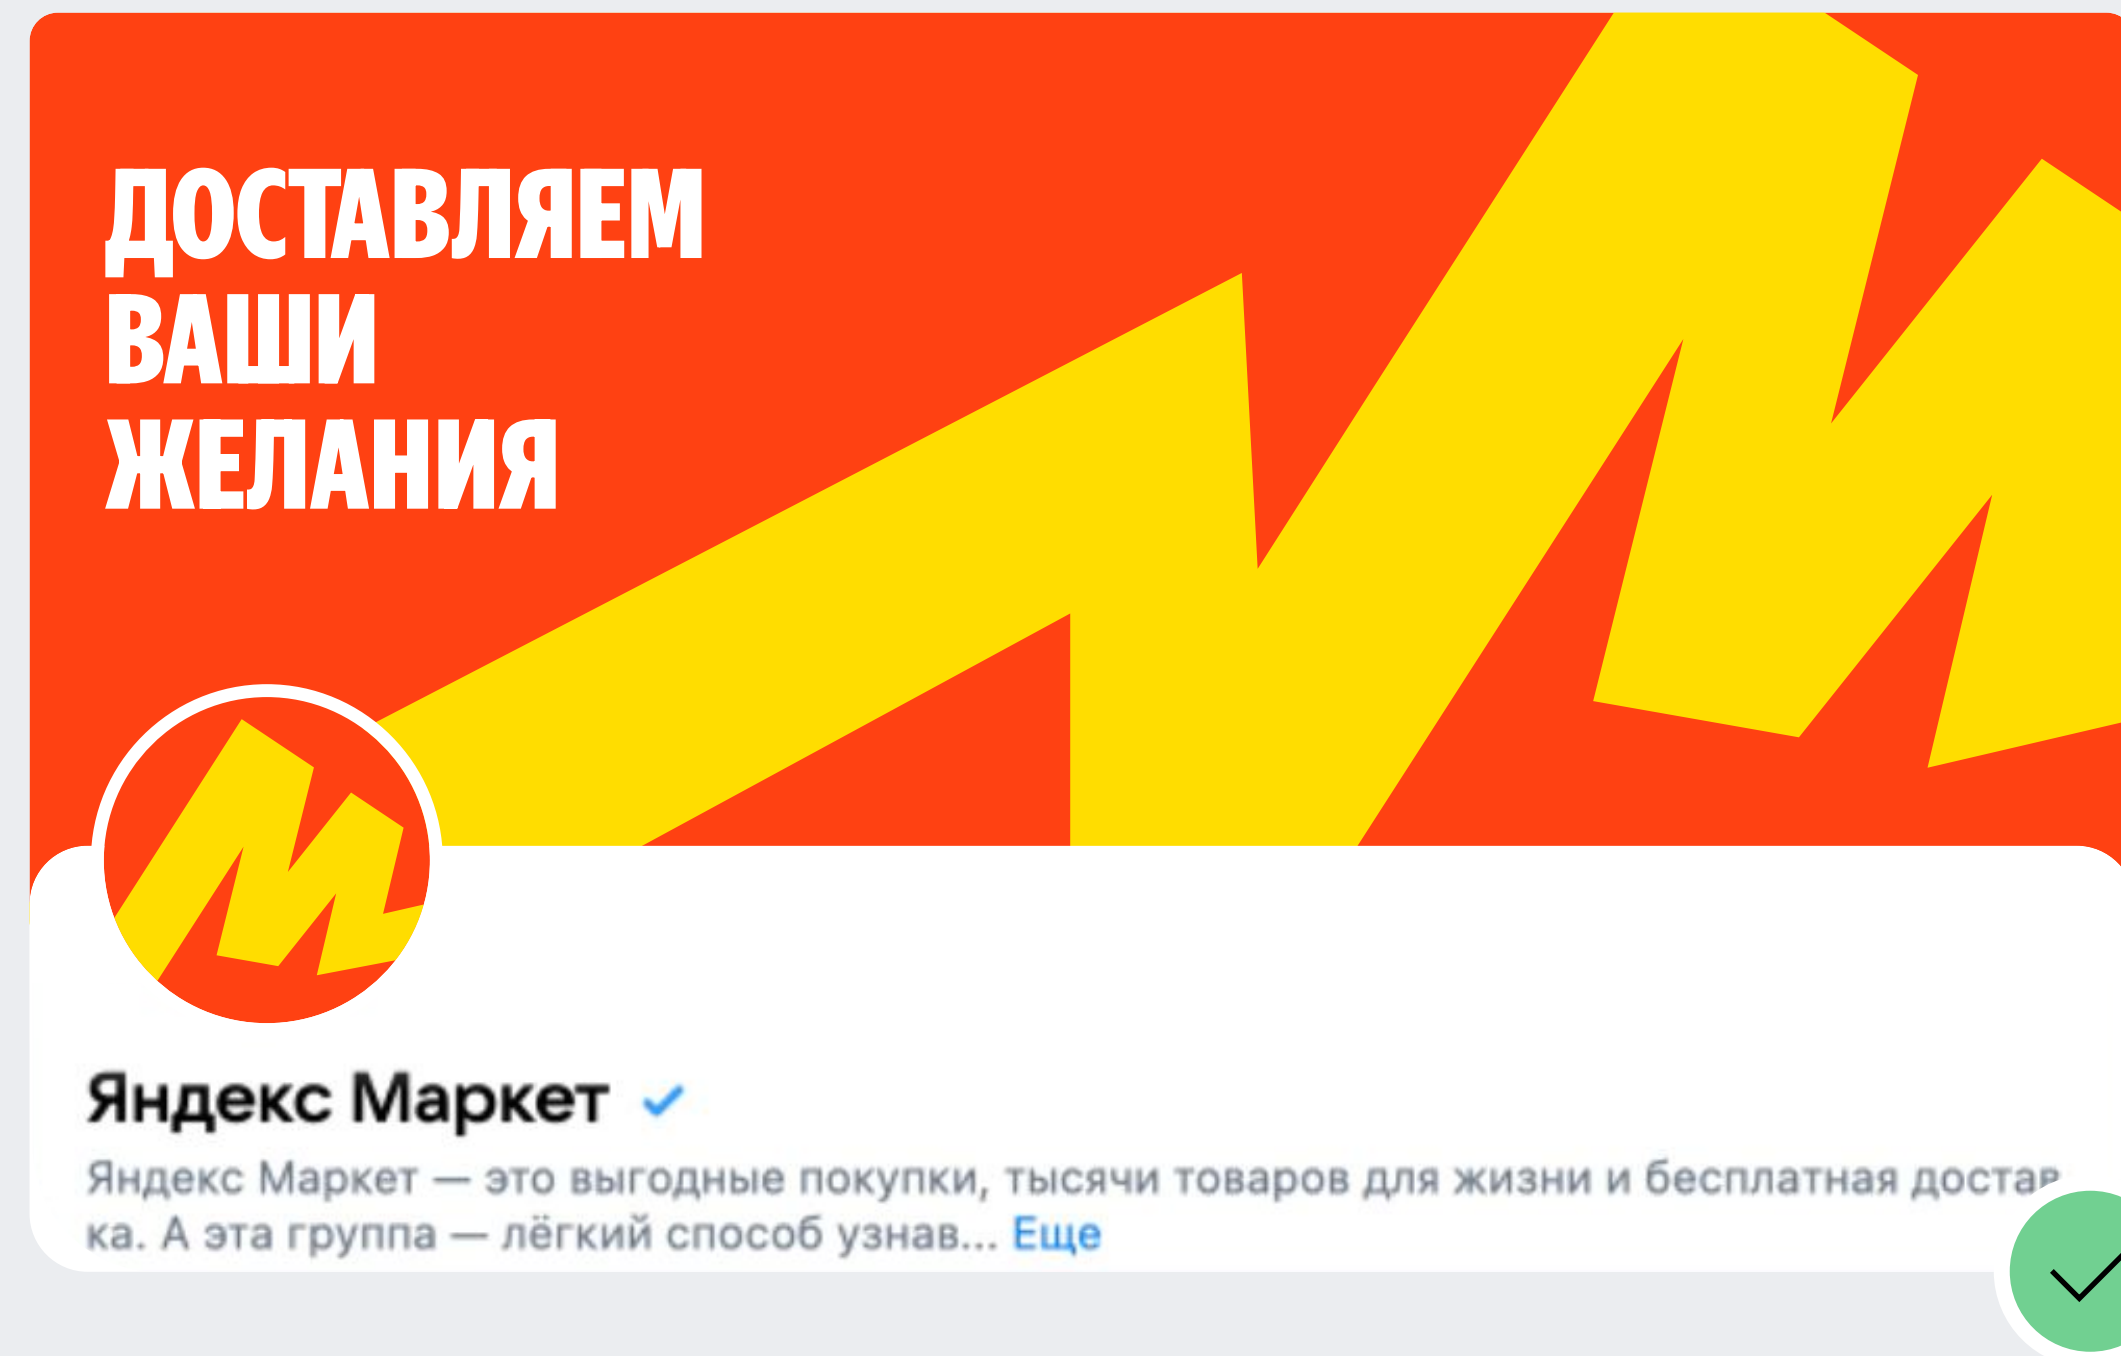 ДОСТАВЛЯЕМ
ВАШИ
ЖЕЛАНИЯ
Яндекс Маркет
Яндекс Маркет — это выгодные покупки, тысячи товаров для жизни и бесплатная достав
ка. А эта группа — лёгкий способ узнав... Еще